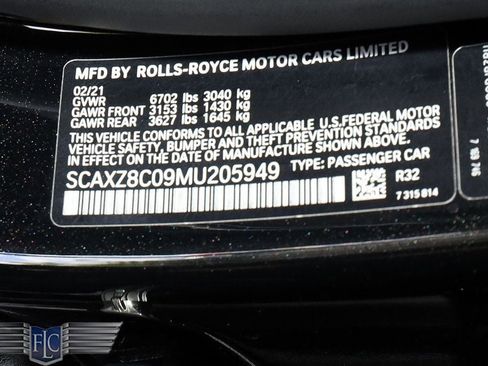 MFD BY ROLLS-ROYCE MOTOR CARS LIMITED
02/21
GVWR 6702 lbs 3040 kg
GAWR FRONT 3153 lbs 1430 kg
GAWR REAR 3627 lbs 1645 kg
THIS VEHICLE CONFORMS TO ALL APPLICABLE U.S.FEDERAL MOTOR
VEHICLE SAFETY, BUMPER, AND THEFT PREVENTION STANDARDS
IN EFFECT ON THE DATE OF MANUFACTURE SHOWN ABOVE.
SCAXZ8C09MU205949 TYPE: PASSENGER CAR
R32
7 315 814
FLC